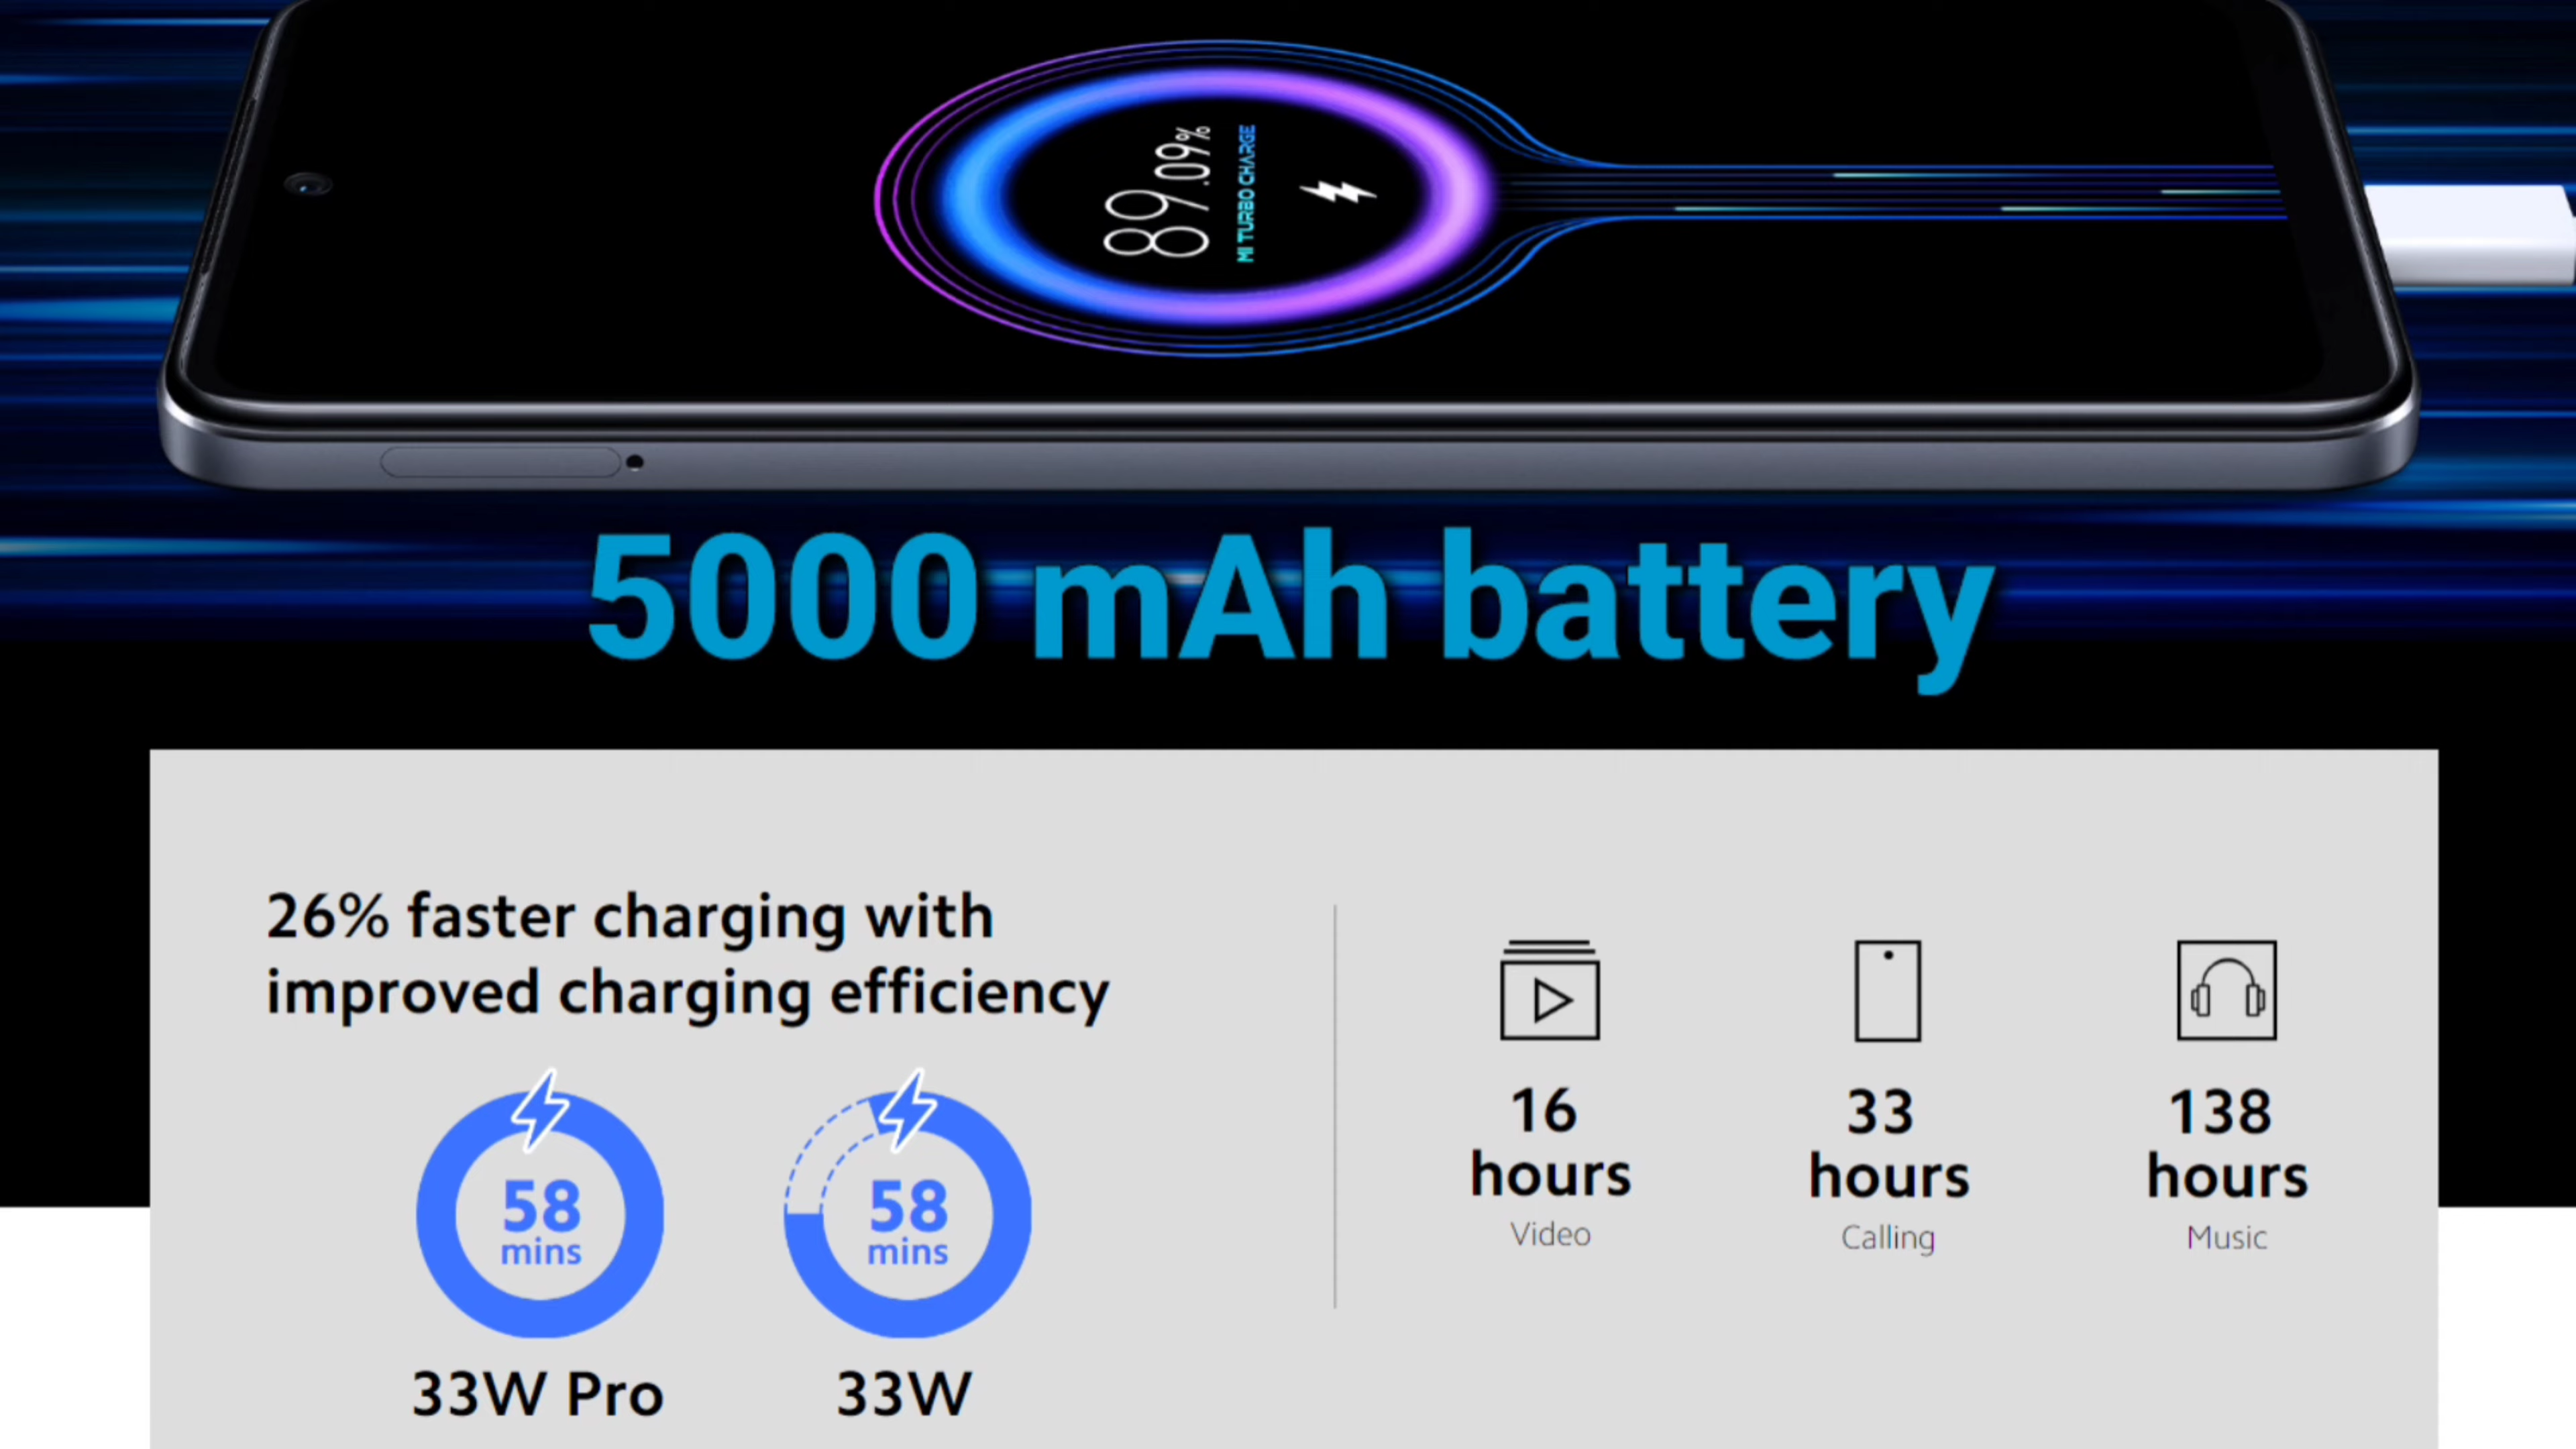 89.09%
MI TURBO CHARGE
5000 mAh battery
26% faster charging with
improved charging efficiency
58
mins
33W Pro
58
mins
33W
16
hours
Video
33
hours
Calling
138
hours
Music